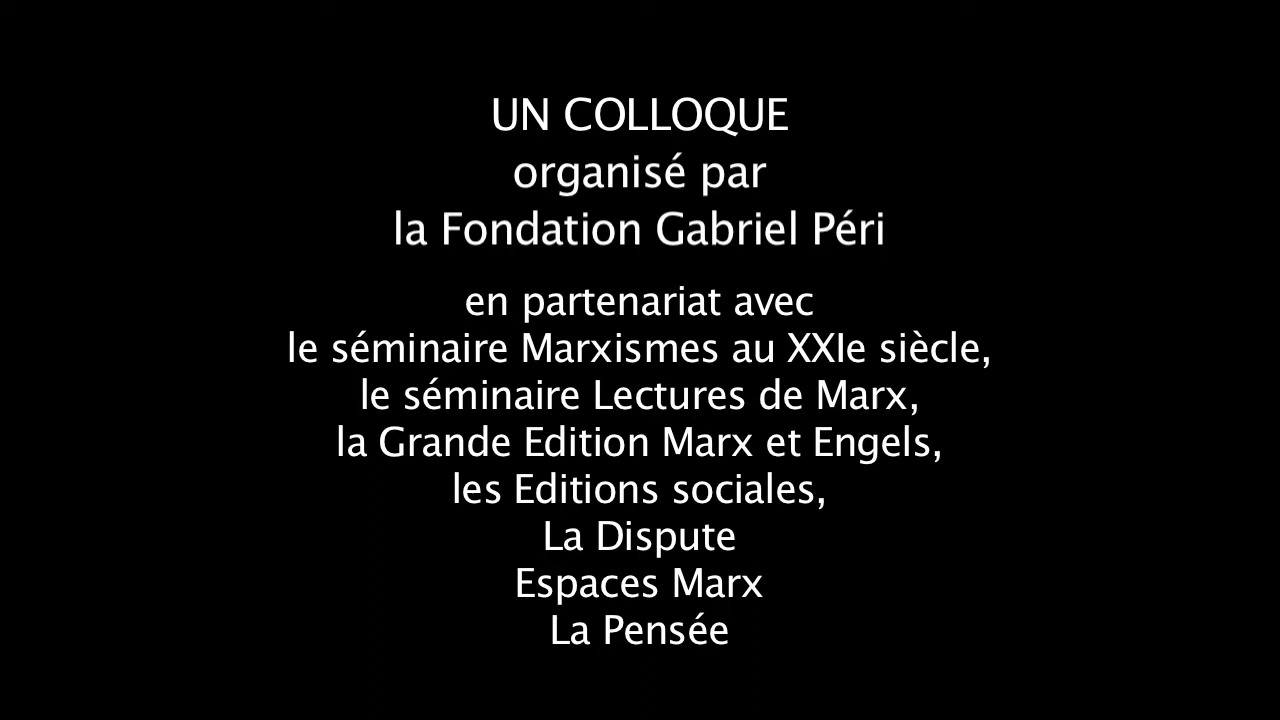 UN COLLOQUE
organisé par
la Fondation Gabriel Péri
en partenariat avec
le séminaire Marxismes au XXIe siècle,
le séminaire Lectures de Marx,
la Grande Edition Marx et Engels,
les Editions sociales,
La Dispute
Espaces Marx
La Pensée